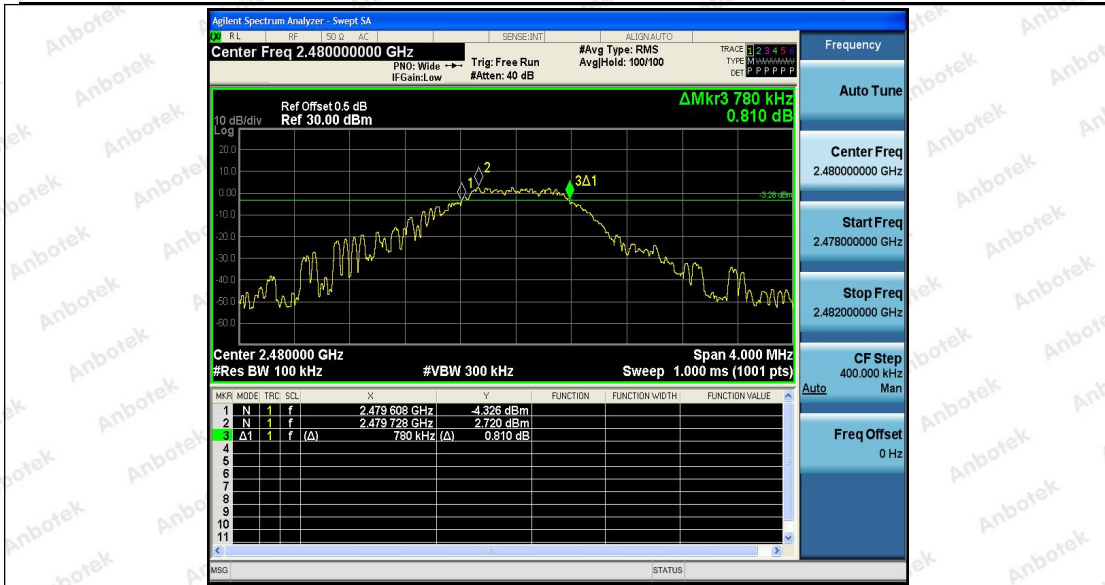 Agilent Spectrum Analyzer - Swept SA
RL RF 50 Ω AC SENSE:INT ALIGNAUTO
Center Freq 2.480000000 GHz
PNO: Wide
IFGain:Low
Trig: Free Run
#Atten: 40 dB
#Avg Type: RMS
Avg|Hold: 100/100
TRACE 1 2 3 4 5 6
TYPE M
DET P P P P P P
Frequency
ΔMkr3 780 kHz
0.810 dB
Ref Offset 0.5 dB
10 dB/div Ref 30.00 dBm
Log
20.0
10.0
0.00
-10.0
-20.0
-30.0
-40.0
-50.0
-60.0
1
2
3Δ1
-3.28 dBm
Center 2.480000 GHz Span 4.000 MHz
#Res BW 100 kHz #VBW 300 kHz Sweep 1.000 ms (1001 pts)
MKR MODE TRC SCL X Y FUNCTION FUNCTION WIDTH FUNCTION VALUE
1 N 1 f 2.479 608 GHz -4.326 dBm
2 N 1 f 2.479 728 GHz 2.720 dBm
3 Δ1 1 f (Δ) 780 kHz (Δ) 0.810 dB
4
5
6
7
8
9
10
11
MSG STATUS
Auto Tune
Center Freq
2.480000000 GHz
Start Freq
2.478000000 GHz
Stop Freq
2.482000000 GHz
CF Step
400.000 kHz
Auto Man
Freq Offset
0 Hz
Anbotek